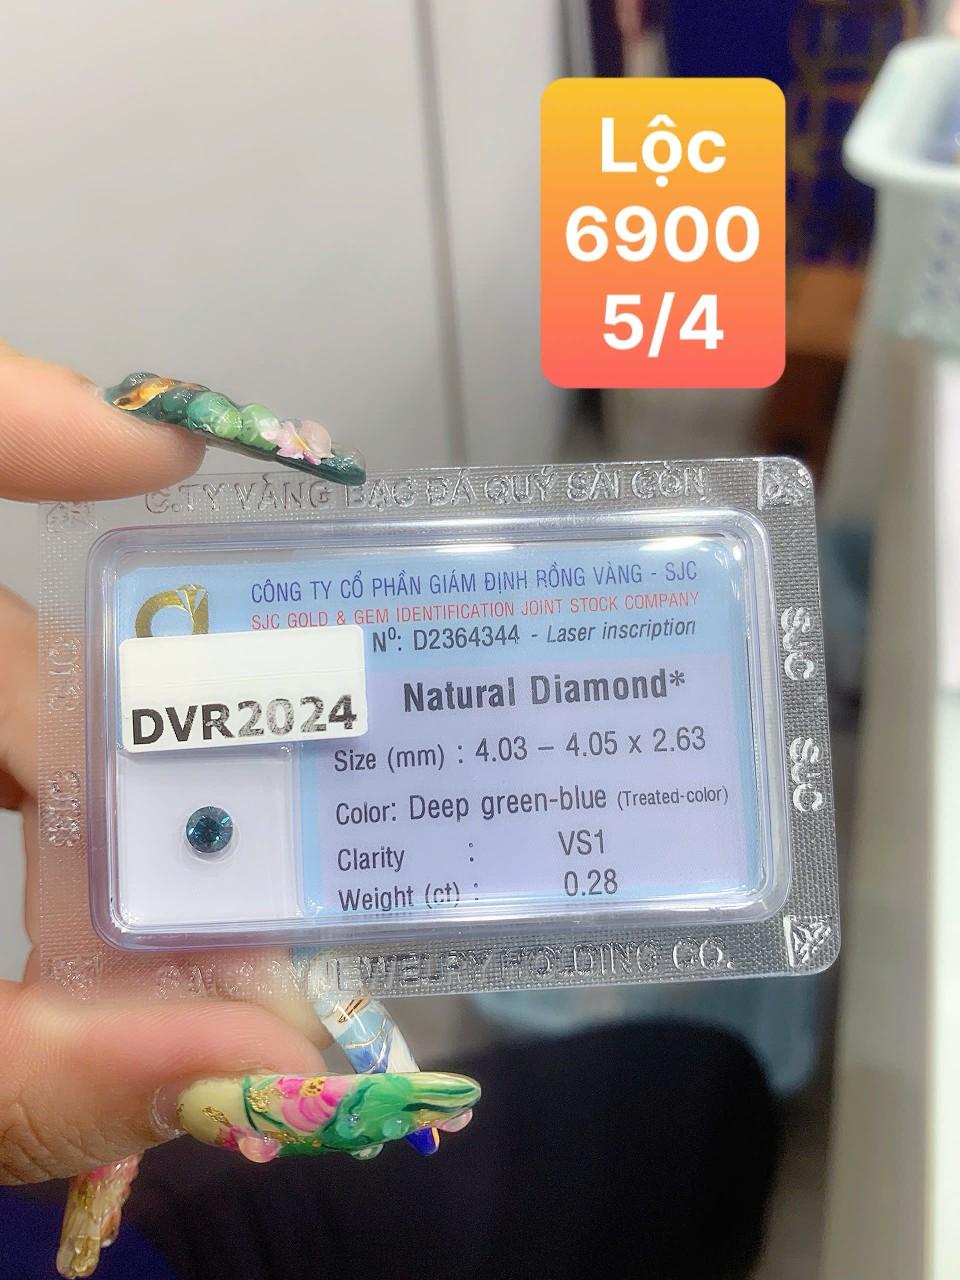 Lộc
6900
5/4
C.TY VÀNG BẠC ĐÁ QUÝ SÀI GÒN
CÔNG TY CỔ PHẦN GIÁM ĐỊNH RỒNG VÀNG - SJC
SJC GOLD & GEM IDENTIFICATION JOINT STOCK COMPANY
Nº: D2364344 - Laser inscription
DVR2024
Natural Diamond*
Size (mm) : 4.03 – 4.05 x 2.63
Color: Deep green-blue (Treated-color)
Clarity : VS1
Weight (ct) : 0.28
SJC
SJC
JEWELRY HOLDING CO.